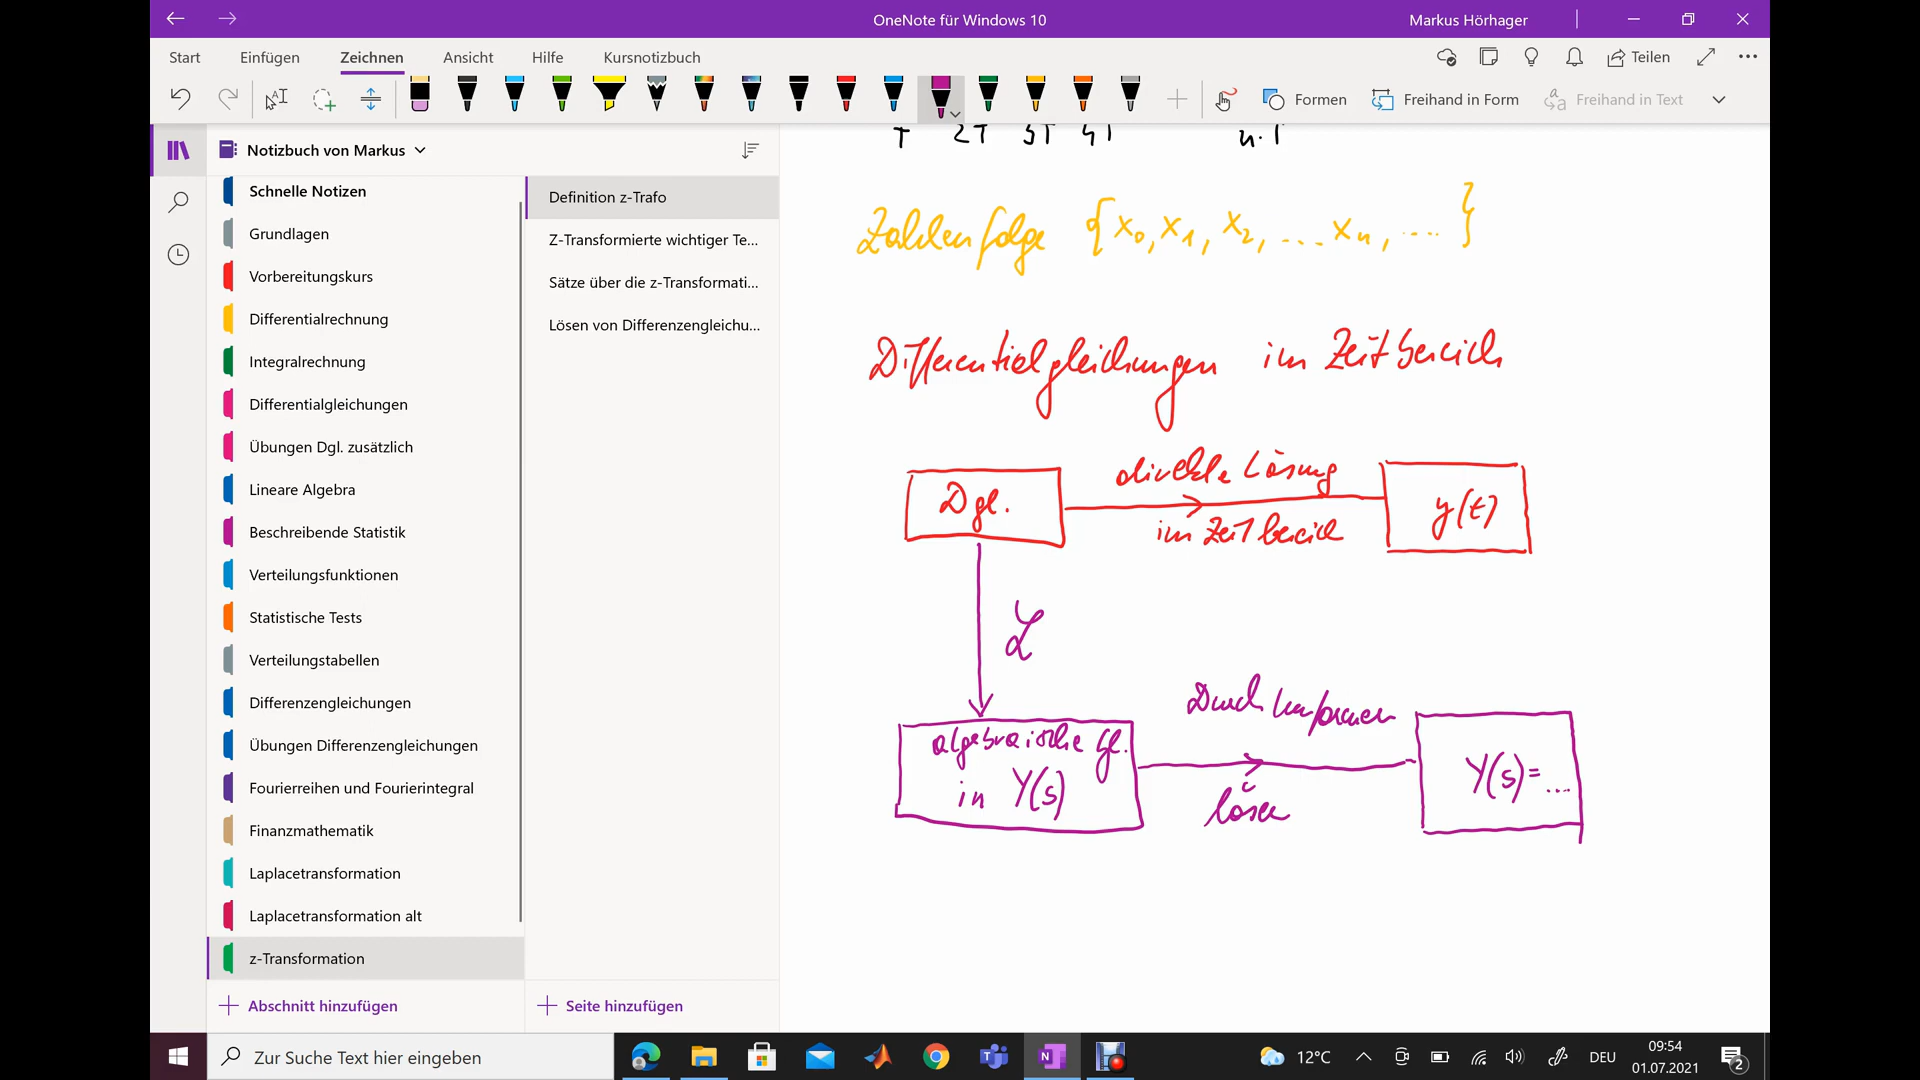 OneNote für Windows 10
Markus Hörhager
Start Einfügen Zeichnen Ansicht Hilfe Kursnotizbuch
Teilen
Formen
Freihand in Form
Freihand in Text
Notizbuch von Markus
Schnelle Notizen
Grundlagen
Vorbereitungskurs
Differentialrechnung
Integralrechnung
Differentialgleichungen
Übungen Dgl. zusätzlich
Lineare Algebra
Beschreibende Statistik
Verteilungsfunktionen
Statistische Tests
Verteilungstabellen
Differenzengleichungen
Übungen Differenzengleichungen
Fourierreihen und Fourierintegral
Finanzmathematik
Laplacetransformation
Laplacetransformation alt
z-Transformation
Abschnitt hinzufügen
Definition z-Trafo
Z-Transformierte wichtiger Te...
Sätze über die z-Transformati...
Lösen von Differenzengleichu...
Seite hinzufügen
T 2T 3T 4T n·T
Zahlenfolge {x₀, x₁, x₂, ... xₙ, ....}
Differentialgleichungen im Zeitbereich
Dgl.
direkte Lösung
im Zeitbereich
y(t)
ℒ
algebraische Gl.
in Y(s)
Durch Umformen
lösen
Y(s)= ...
Zur Suche Text hier eingeben
12°C
DEU
09:54
01.07.2021
2